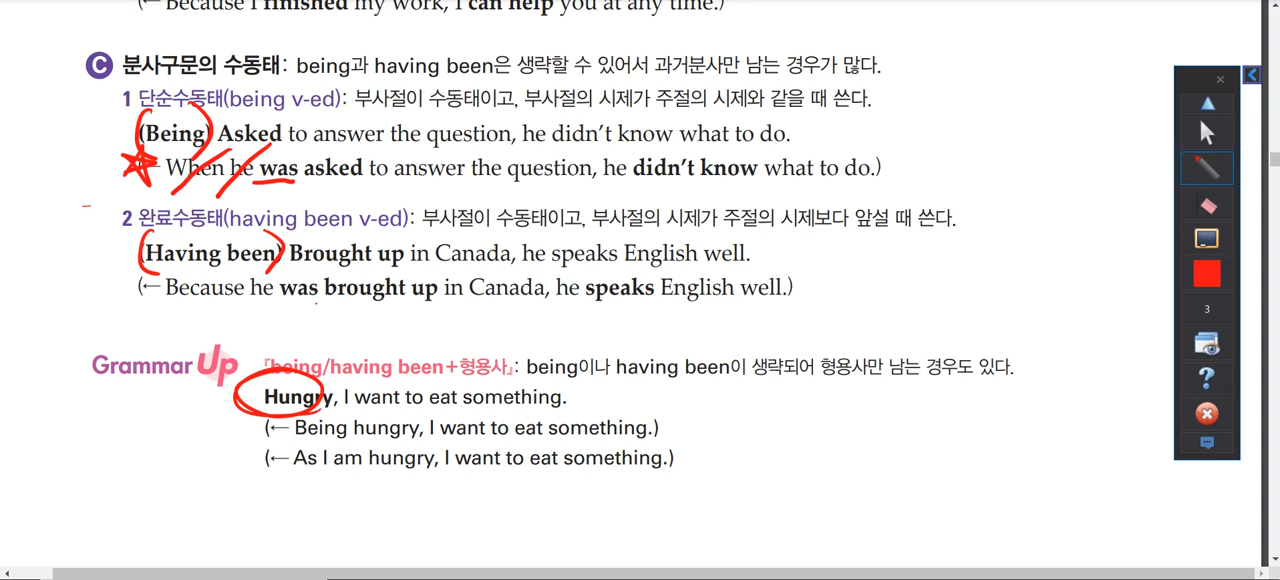 (← Because I finished my work, I can help you at any time.)
C 분사구문의 수동태: being과 having been은 생략할 수 있어서 과거분사만 남는 경우가 많다.
1 단순수동태(being v-ed): 부사절이 수동태이고, 부사절의 시제가 주절의 시제와 같을 때 쓴다.
(Being) Asked to answer the question, he didn't know what to do.
← When he was asked to answer the question, he didn't know what to do.)
2 완료수동태(having been v-ed): 부사절이 수동태이고, 부사절의 시제가 주절의 시제보다 앞설 때 쓴다.
(Having been) Brought up in Canada, he speaks English well.
(← Because he was brought up in Canada, he speaks English well.)
Grammar Up 『being/having been+형용사』: being이나 having been이 생략되어 형용사만 남는 경우도 있다.
Hungry, I want to eat something.
(← Being hungry, I want to eat something.)
(← As I am hungry, I want to eat something.)
3